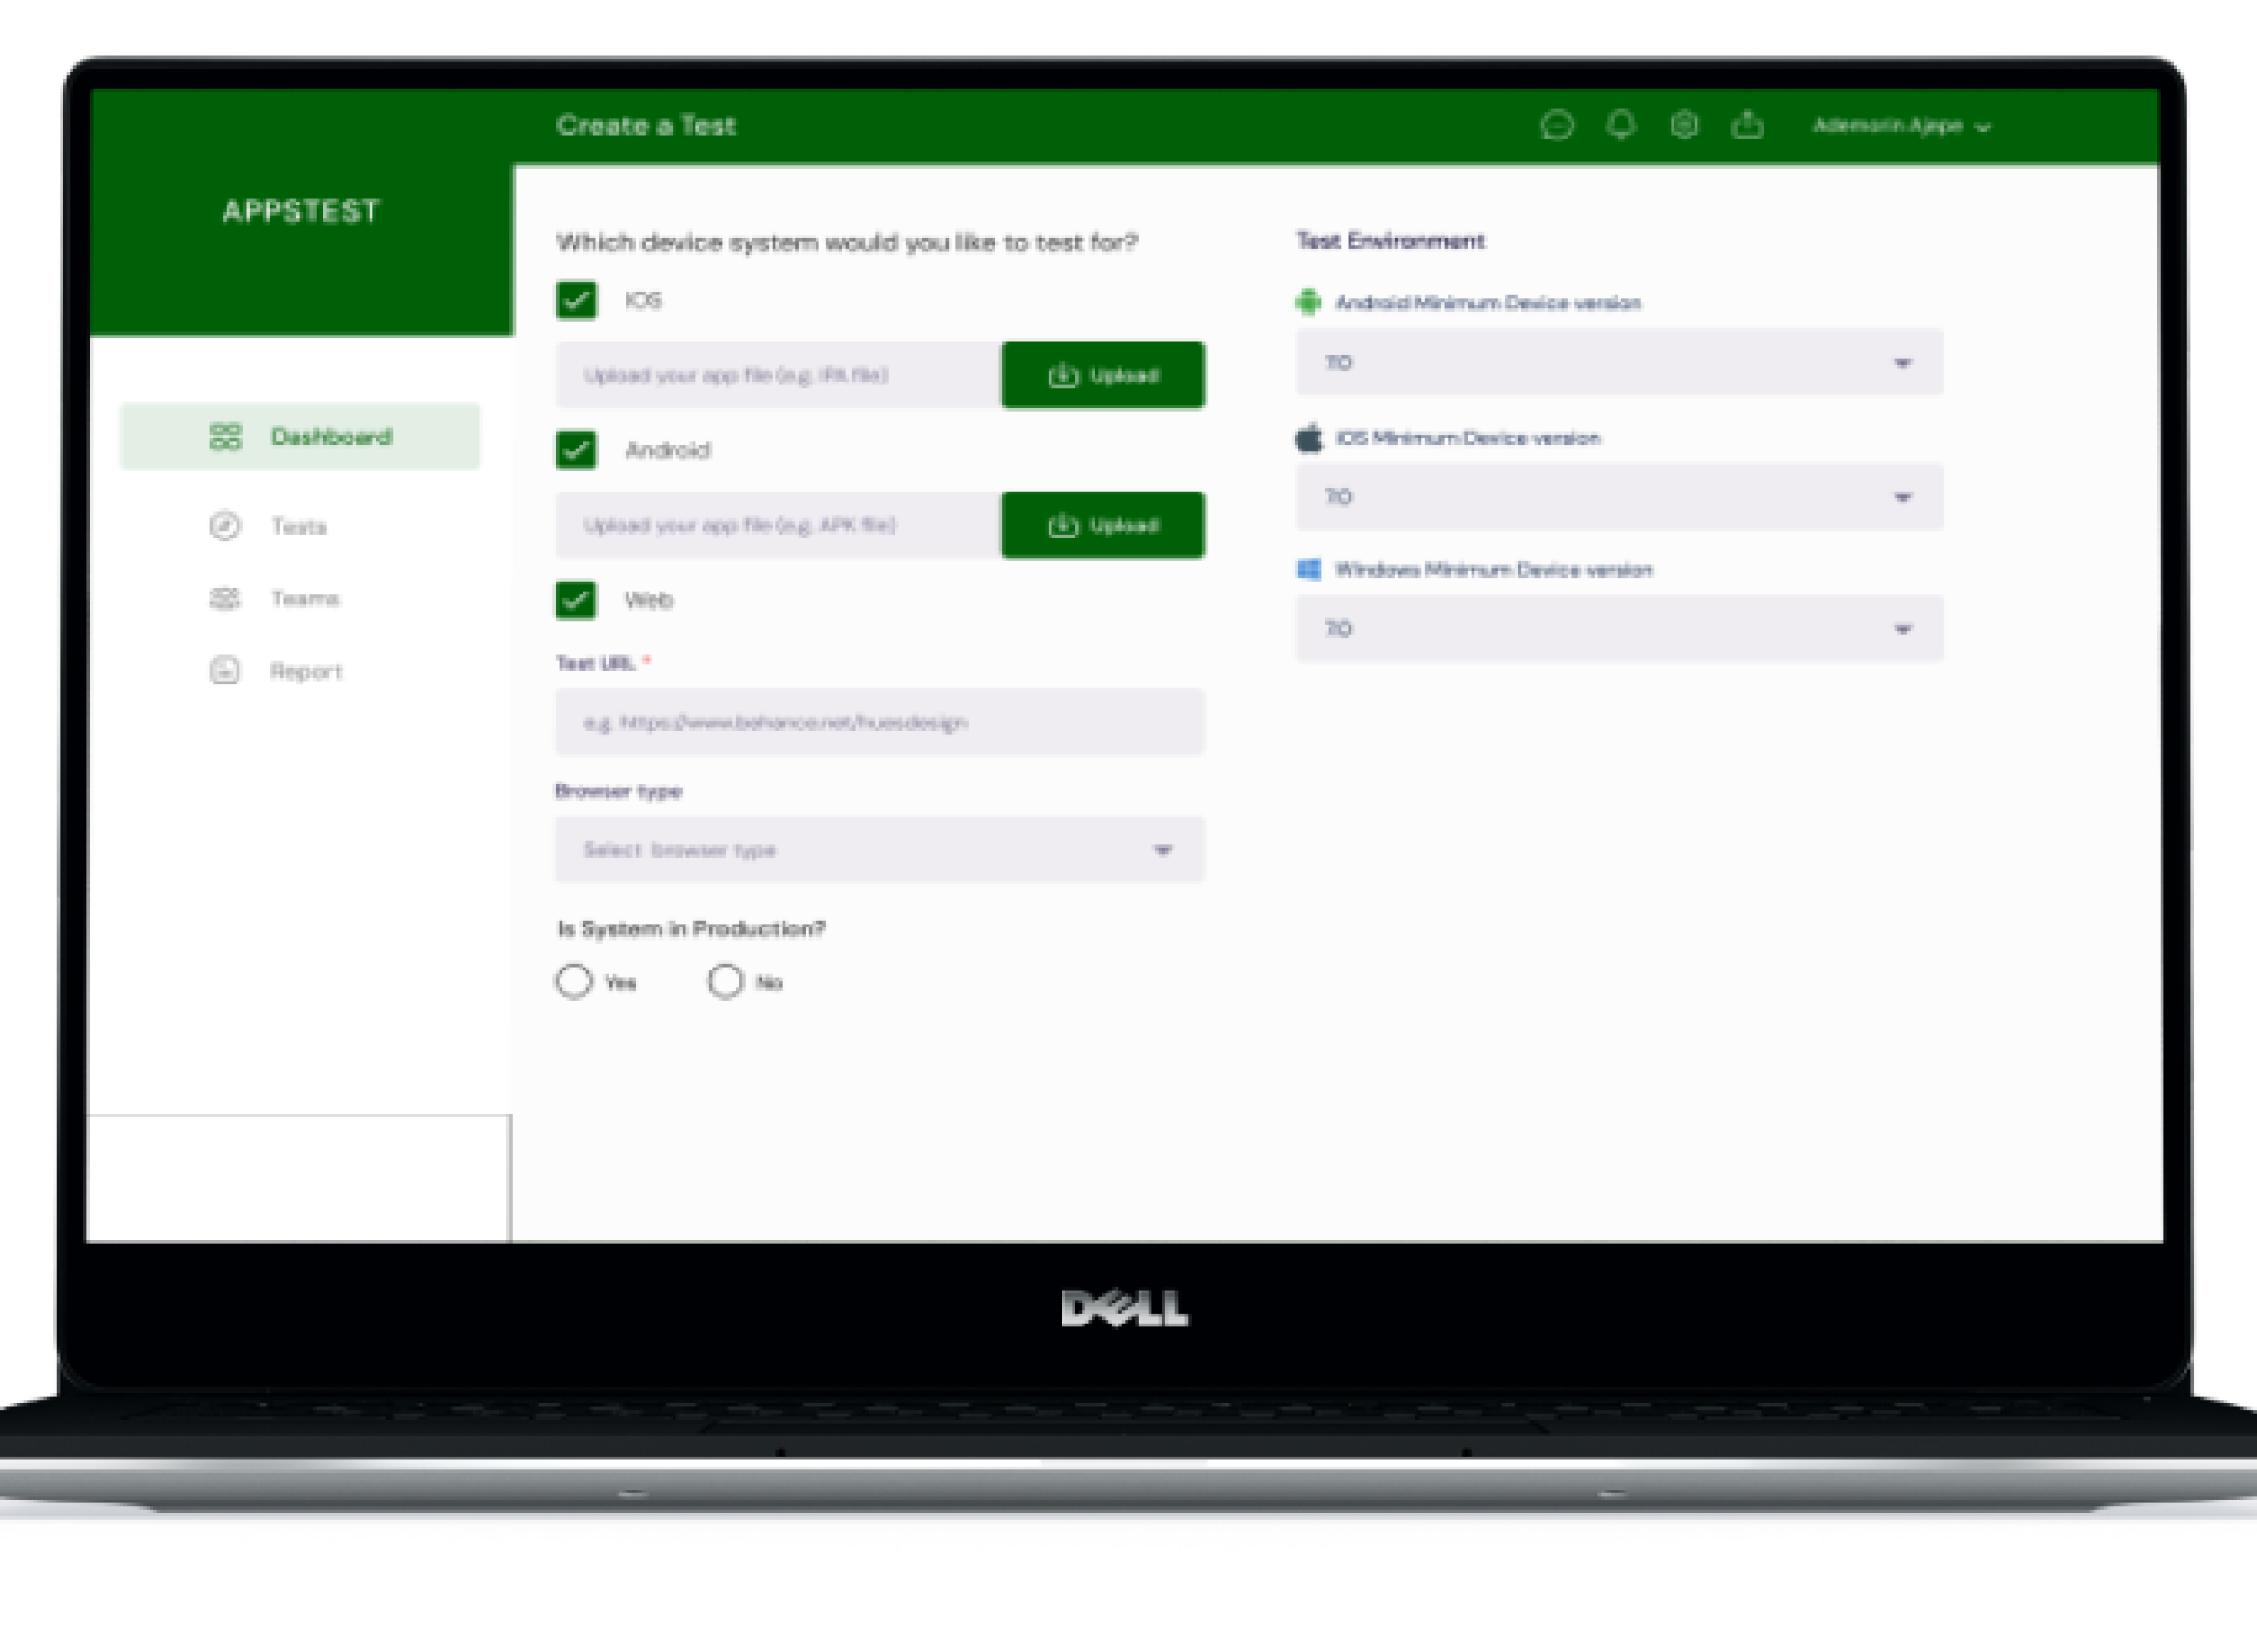 Create a Test
Ademorin Ajepe
APPSTEST
Dashboard
Tests
Teams
Report
Which device system would you like to test for?
IOS
Upload your app file (e.g. IPA file)
Upload
Android
Upload your app file (e.g. APK file)
Upload
Web
Test URL *
e.g. https://www.behance.net/huesdesign
Browser type
Select browser type
Is System in Production?
Yes
No
Test Environment
Android Minimum Device version
7.0
IOS Minimum Device version
7.0
Windows Minimum Device version
7.0
DELL